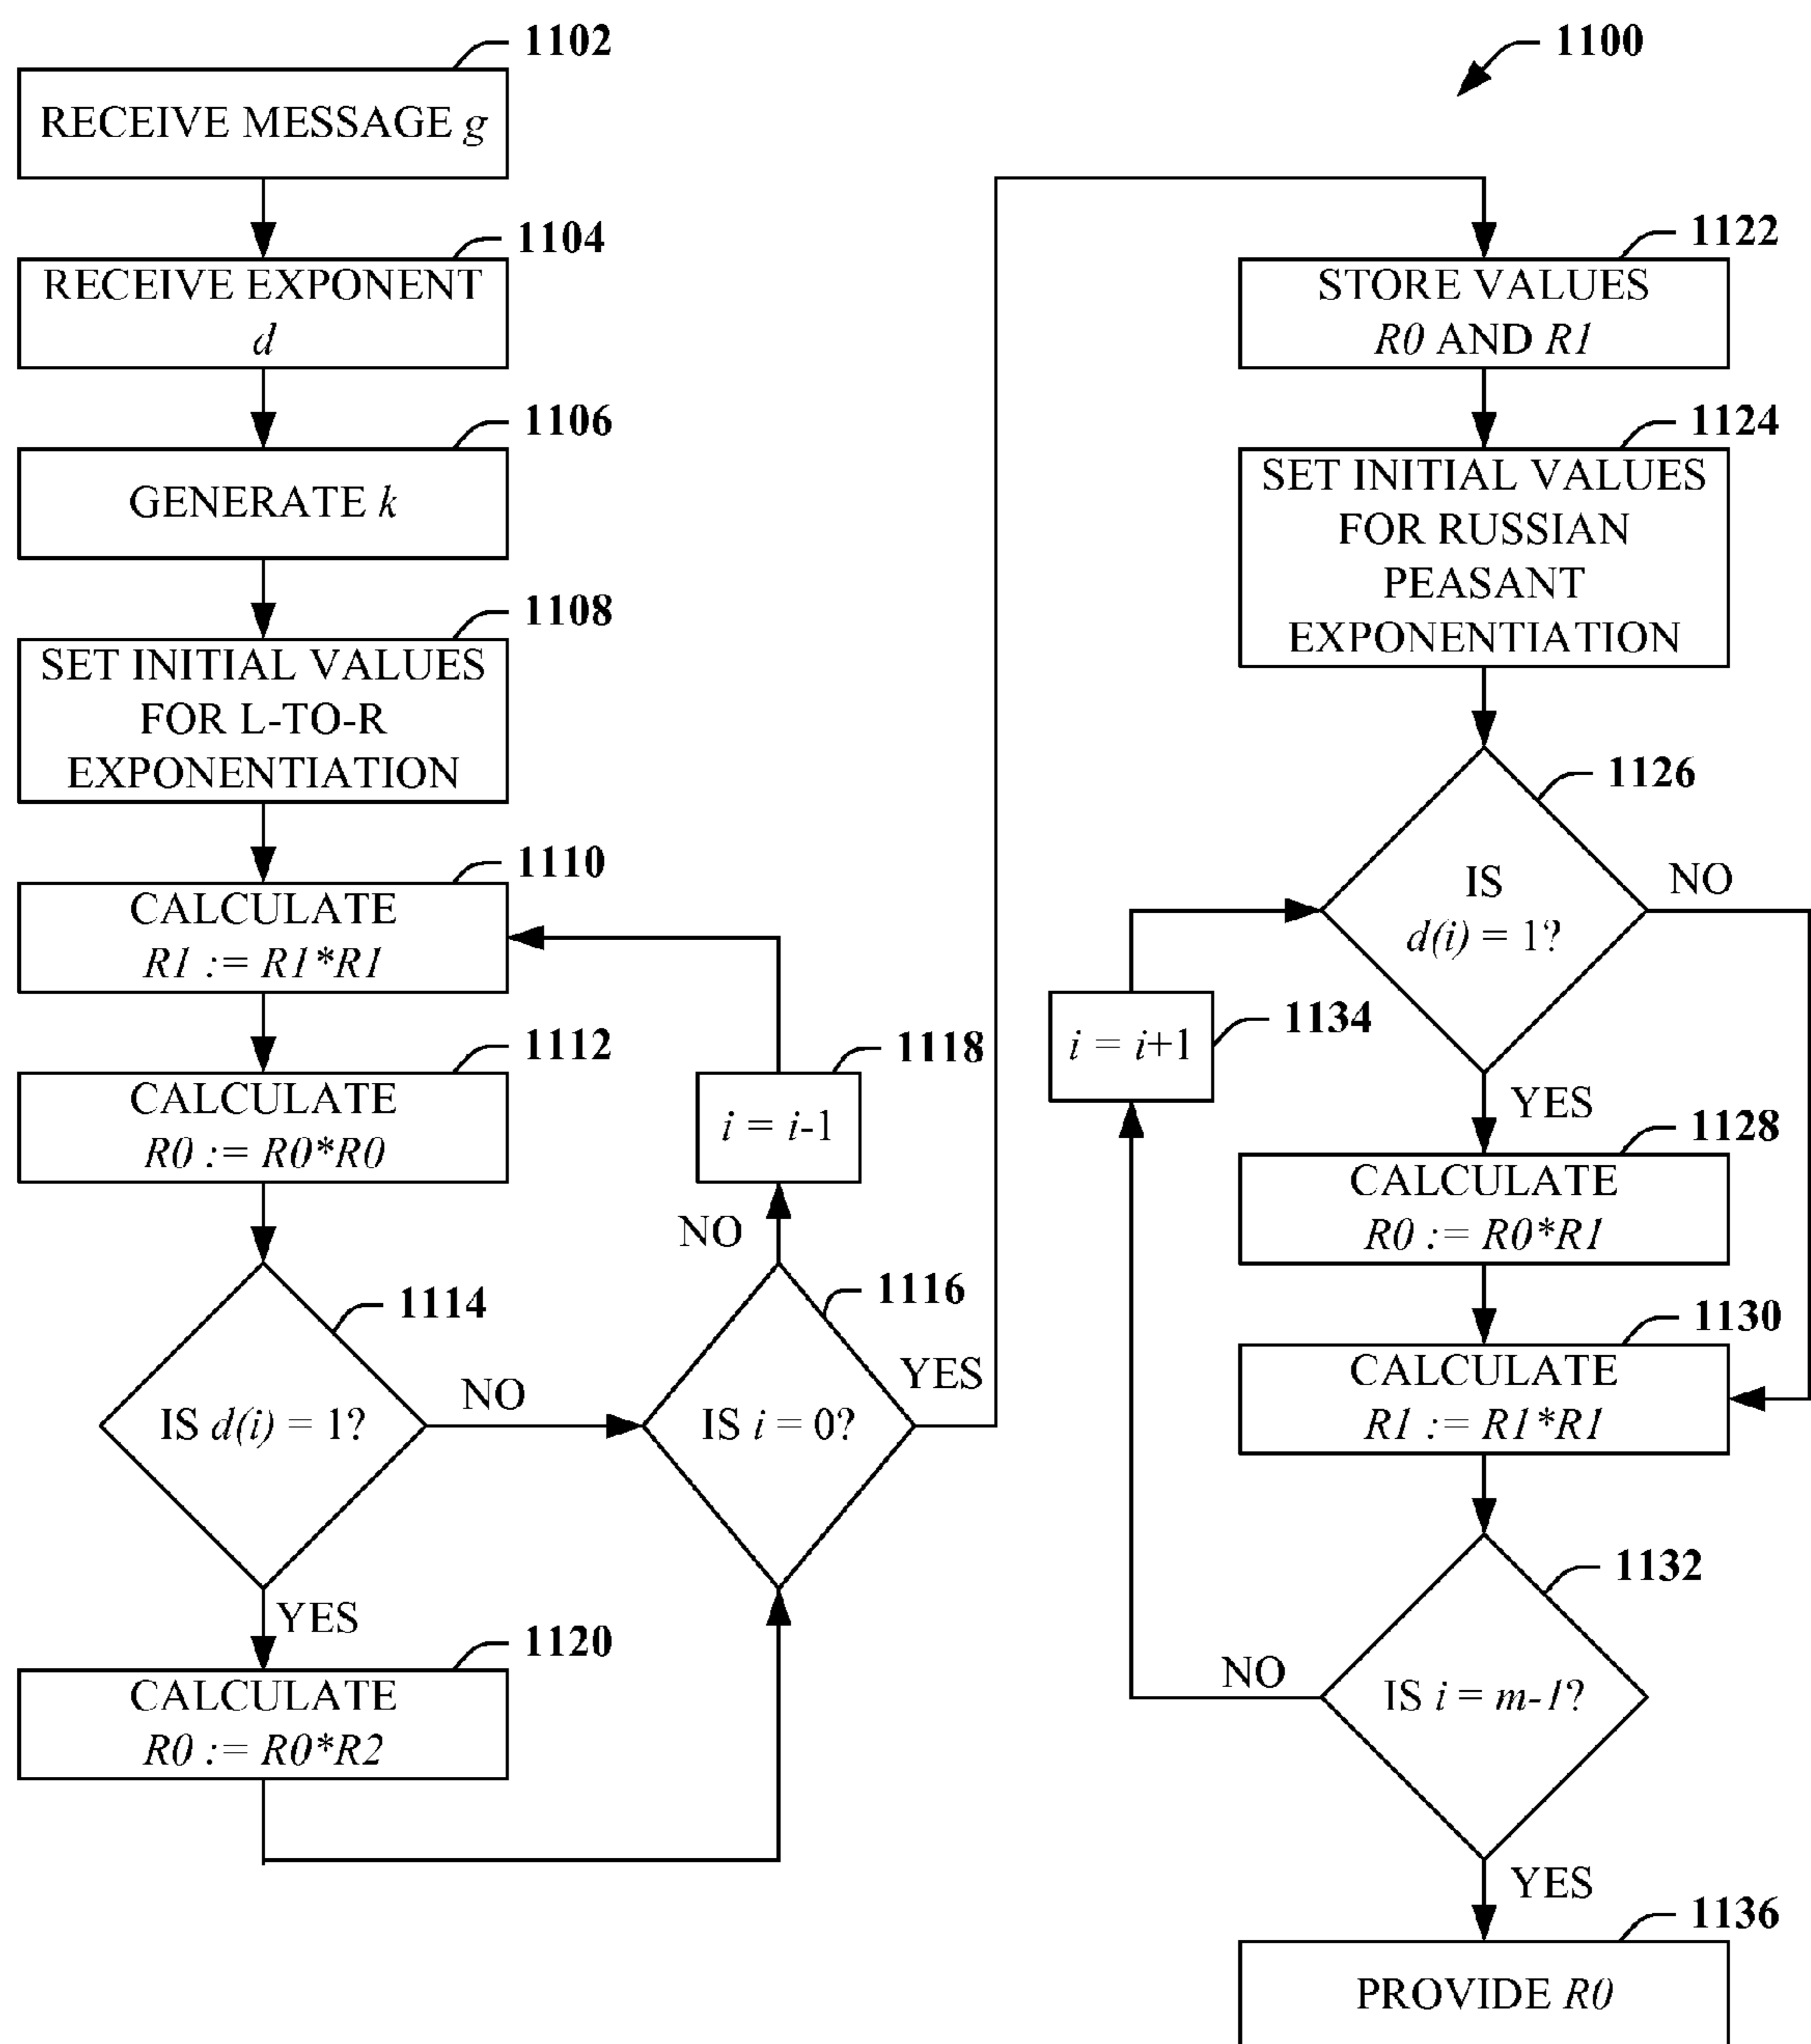 1102
RECEIVE MESSAGE g
1104
RECEIVE EXPONENT
d
1106
GENERATE k
1108
SET INITIAL VALUES
FOR L-TO-R
EXPONENTIATION
1110
CALCULATE
R1 := R1*R1
1112
CALCULATE
R0 := R0*R0
1114
IS d(i) = 1?
NO
YES
1116
IS i = 0?
NO
YES
1118
i = i-1
1120
CALCULATE
R0 := R0*R2
1100
1122
STORE VALUES
R0 AND R1
1124
SET INITIAL VALUES
FOR RUSSIAN
PEASANT
EXPONENTIATION
1126
IS
d(i) = 1?
NO
YES
1134
i = i+1
1128
CALCULATE
R0 := R0*R1
1130
CALCULATE
R1 := R1*R1
1132
IS i = m-1?
NO
YES
1136
PROVIDE R0